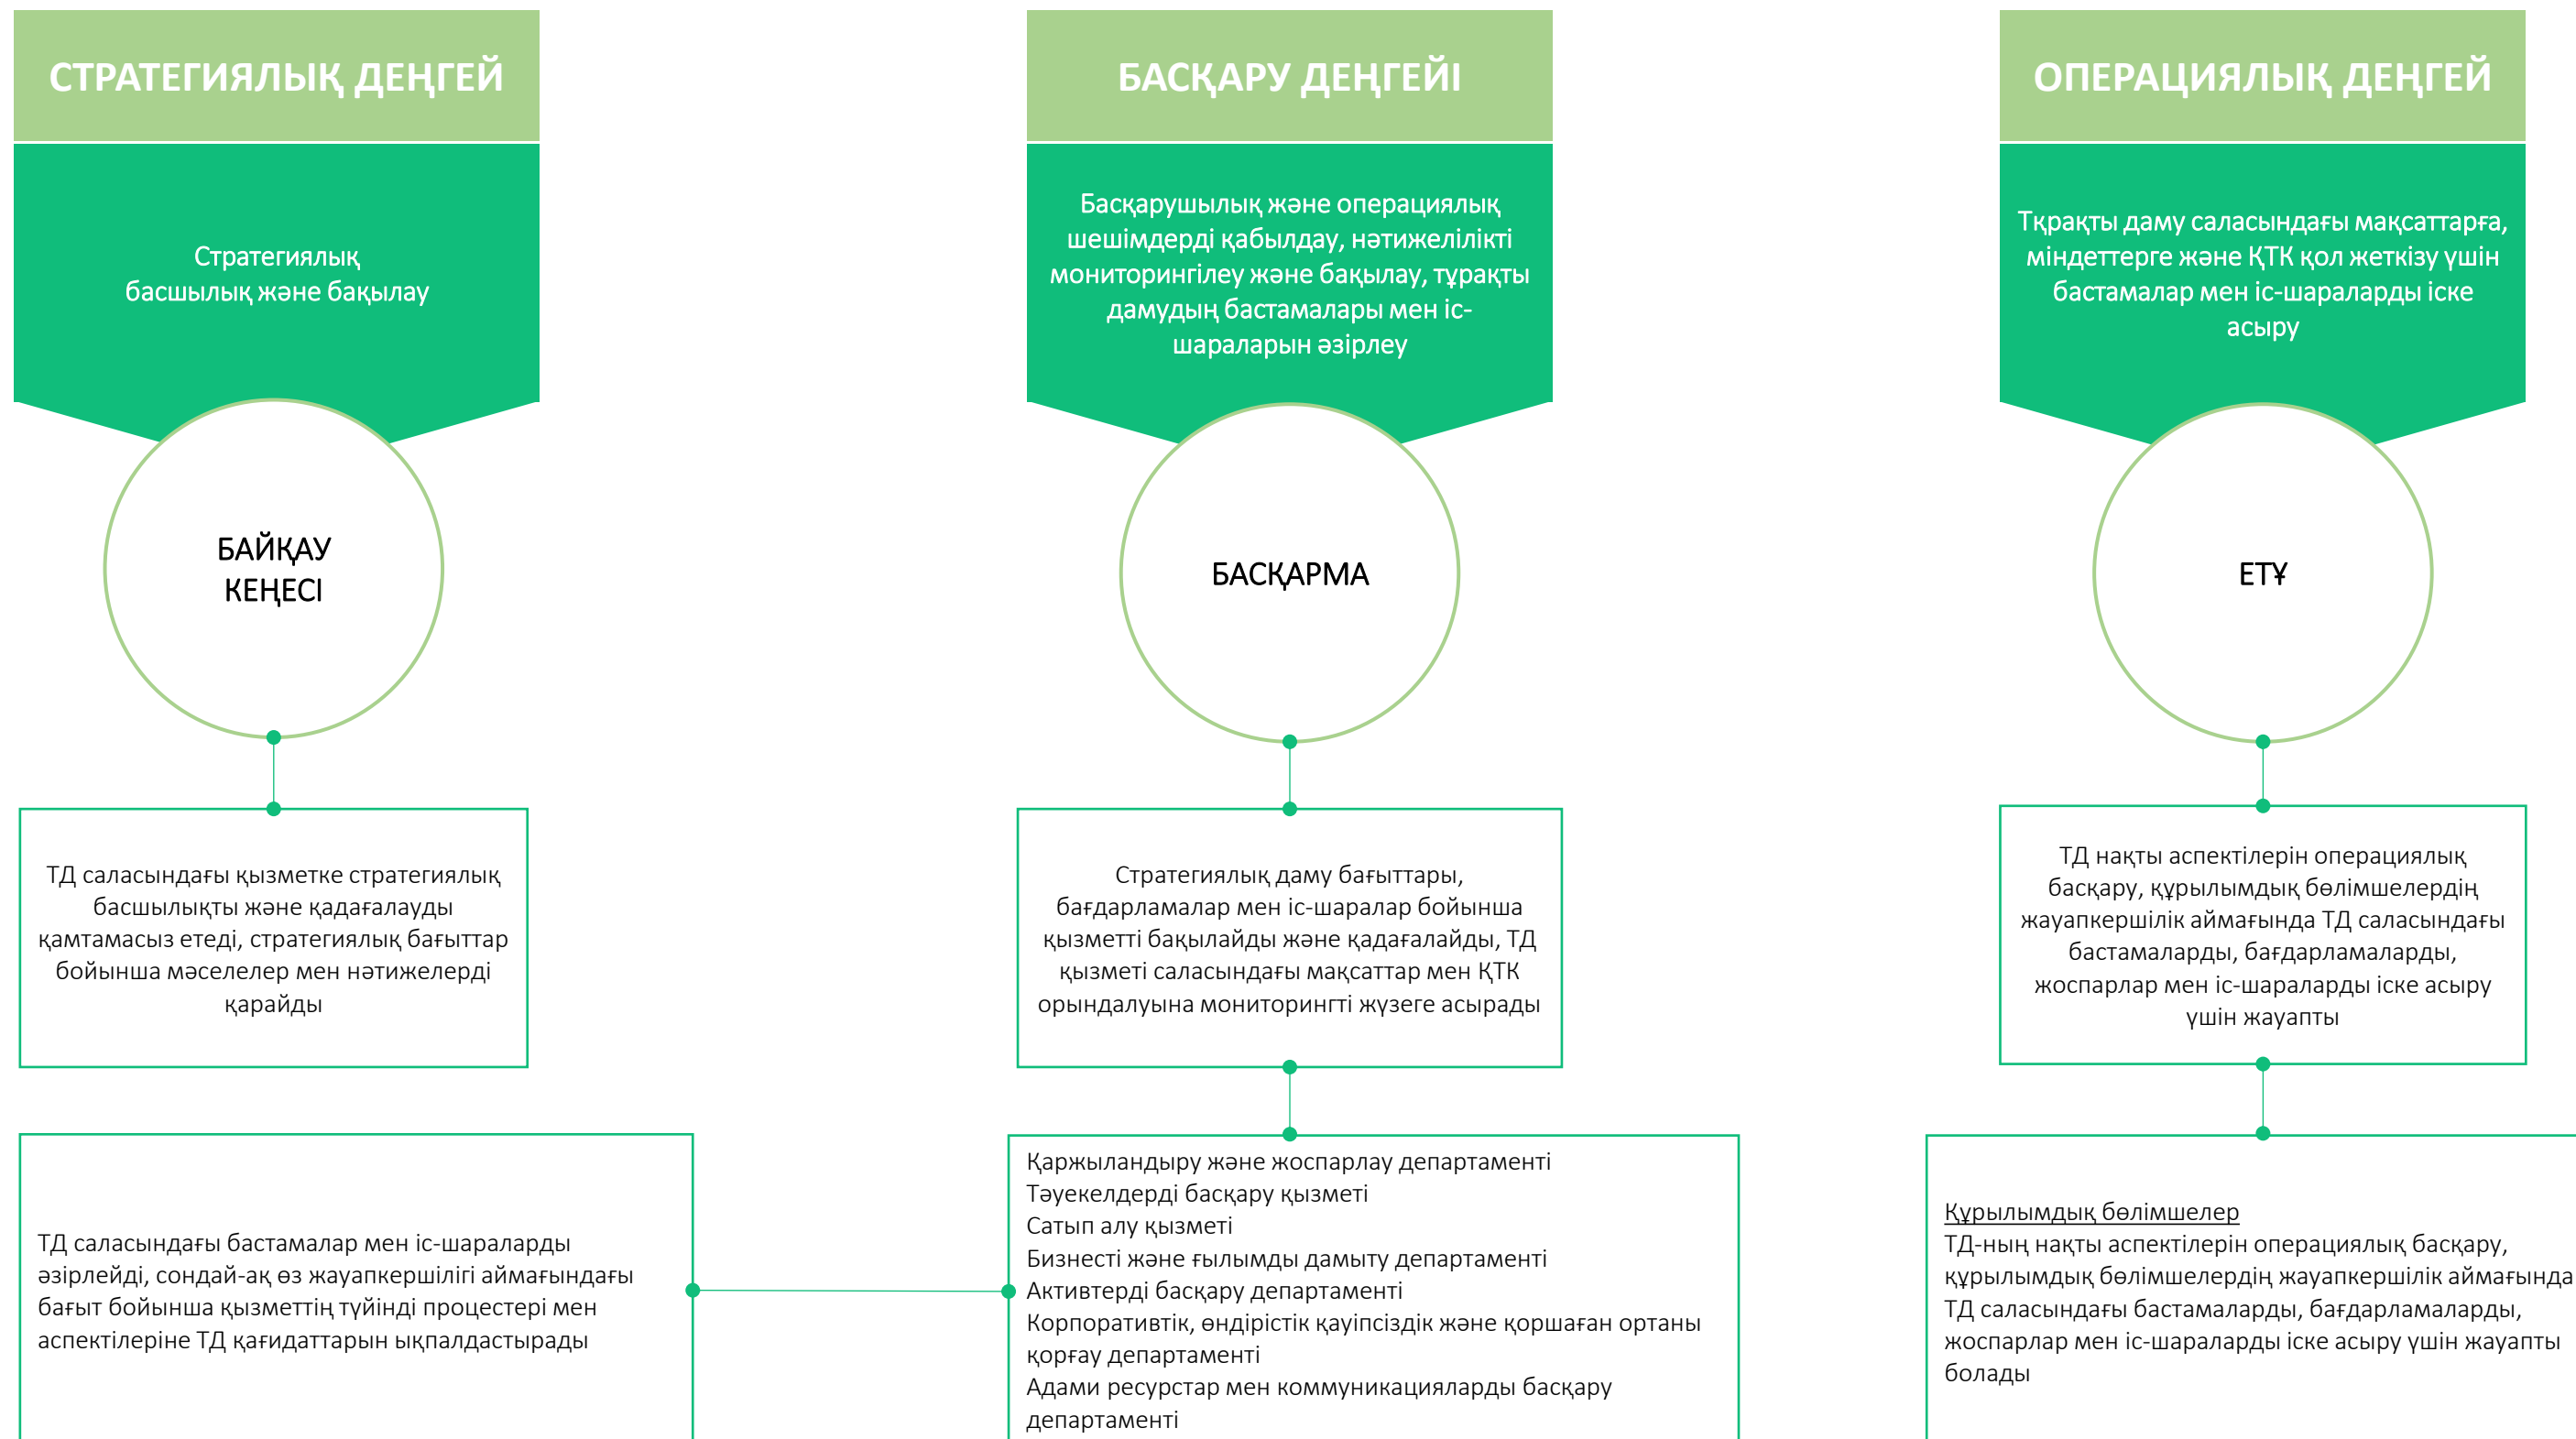 СТРАТЕГИЯЛЫҚ ДЕҢГЕЙ
Стратегиялық
басшылық және бақылау
БАЙҚАУ
КЕҢЕСІ
ТД саласындағы қызметке стратегиялық
басшылықты және қадағалауды
қамтамасыз етеді, стратегиялық бағыттар
бойынша мәселелер мен нәтижелерді
қарайды
ТД саласындағы бастамалар мен іс-шараларды
әзірлейді, сондай-ақ өз жауапкершілігі аймағындағы
бағыт бойынша қызметтің түйінді процестері мен
аспектілеріне ТД қағидаттарын ықпалдастырады
БАСҚАРУ ДЕҢГЕЙІ
Басқарушылық және операциялық
шешімдерді қабылдау, нәтижелілікті
мониторингілеу және бақылау, тұрақты
дамудың бастамалары мен іс-
шараларын әзірлеу
БАСҚАРМА
Стратегиялық даму бағыттары,
бағдарламалар мен іс-шаралар бойынша
қызметті бақылайды және қадағалайды, ТД
қызметі саласындағы мақсаттар мен ҚТК
орындалуына мониторингті жүзеге асырады
Қаржыландыру және жоспарлау департаменті
Тәуекелдерді басқару қызметі
Сатып алу қызметі
Бизнесті және ғылымды дамыту департаменті
Активтерді басқару департаменті
Корпоративтік, өндірістік қауіпсіздік және қоршаған ортаны
қорғау департаменті
Адами ресурстар мен коммуникацияларды басқару
департаменті
ОПЕРАЦИЯЛЫҚ ДЕҢГЕЙ
Тқрақты даму саласындағы мақсаттарға,
міндеттерге және ҚТК қол жеткізу үшін
бастамалар мен іс-шараларды іске
асыру
ЕТҰ
ТД нақты аспектілерін операциялық
басқару, құрылымдық бөлімшелердің
жауапкершілік аймағында ТД саласындағы
бастамаларды, бағдарламаларды,
жоспарлар мен іс-шараларды іске асыру
үшін жауапты
Құрылымдық бөлімшелер
ТД-ның нақты аспектілерін операциялық басқару,
құрылымдық бөлімшелердің жауапкершілік аймағында
ТД саласындағы бастамаларды, бағдарламаларды,
жоспарлар мен іс-шараларды іске асыру үшін жауапты
болады